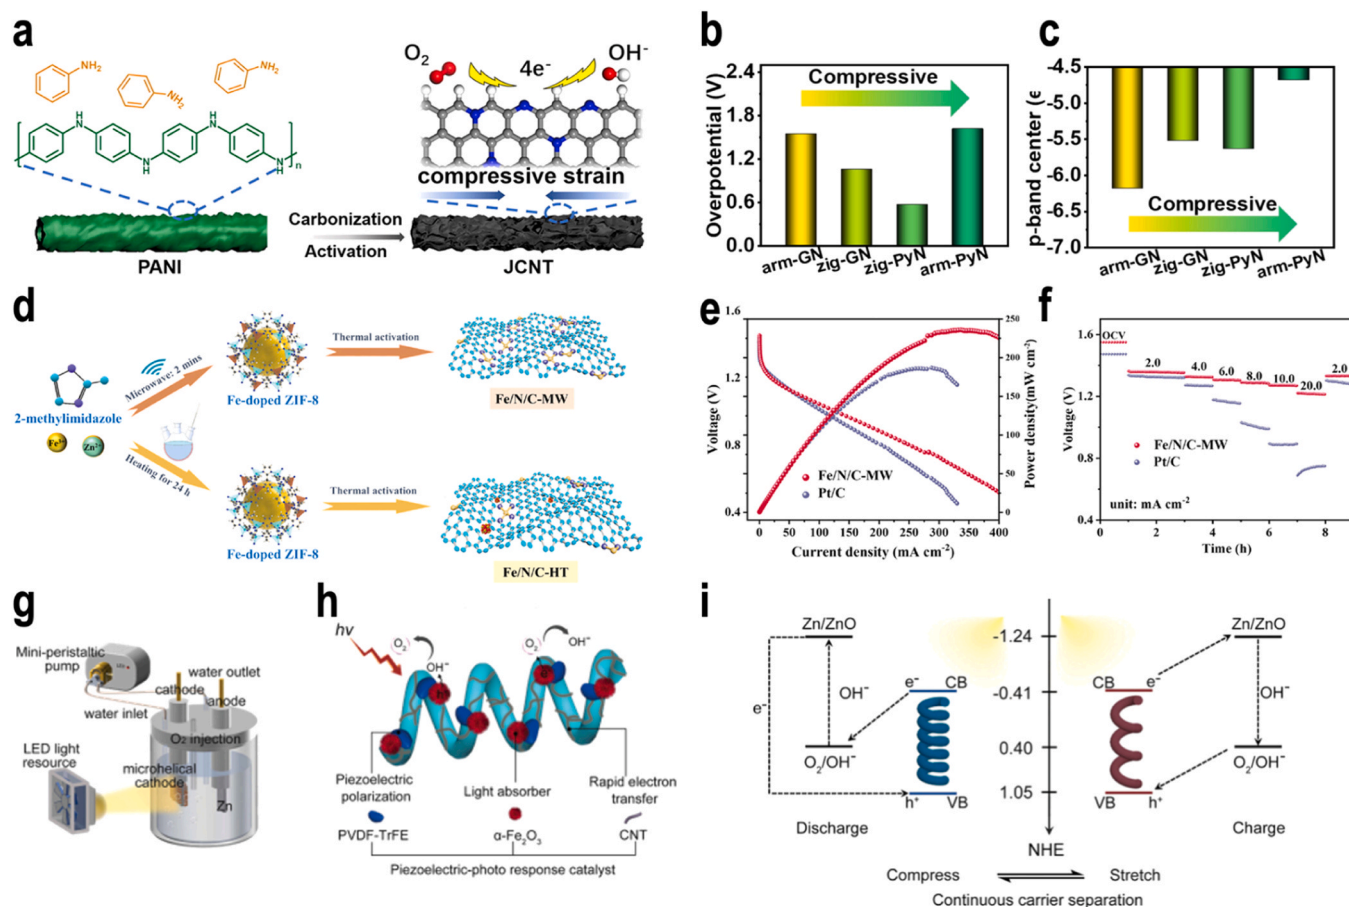 a
NH₂
NH₂
NH₂
H
N
H
N
N
H
N
H
n
PANI
Carbonization
Activation
O₂
4e⁻
OH⁻
compressive strain
JCNT
b
Compressive
Overpotential (V)
2.4
1.8
1.2
0.6
0.0
arm-GN
zig-GN
zig-PyN
arm-PyN
c
p-band center (ϵ
-4.5
-5.0
-5.5
-6.0
-6.5
-7.0
Compressive
arm-GN
zig-GN
zig-PyN
arm-PyN
d
2-methylimidazole
Fe³⁺
Zn²⁺
Microwave: 2 mins
Heating for 24 h
Fe-doped ZIF-8
Thermal activation
Fe/N/C-MW
Fe-doped ZIF-8
Thermal activation
Fe/N/C-HT
e
Voltage (V)
1.6
1.2
0.8
0.4
Fe/N/C-MW
Pt/C
0 50 100 150 200 250 300 350 400
Current density (mA cm⁻²)
250
200
150
100
50
0
Power density(mW cm⁻²)
f
Voltage (V)
1.6
1.2
0.8
0.4
OCV
2.0
4.0
6.0
8.0
10.0
20.0
2.0
Fe/N/C-MW
Pt/C
unit: mA cm⁻²
0 2 4 6 8
Time (h)
g
Mini-peristaltic
pump
water outlet
cathode
anode
water inlet
O₂ injection
LED light
resource
microhelical
cathode
Zn
h
hv
O₂
OH⁻
h⁺
O₂
OH⁻
Piezoelectric
polarization
Light absorber
Rapid electron
transfer
PVDF-TrFE
α-Fe₂O₃
CNT
Piezoelectric-photo response catalyst
i
Zn/ZnO
OH⁻
e⁻
O₂/OH⁻
e⁻
CB
h⁺
VB
Discharge
-1.24
-0.41
0.40
1.05
NHE
Zn/ZnO
CB
e⁻
OH⁻
O₂/OH⁻
VB
h⁺
Charge
Compress
Stretch
Continuous carrier separation